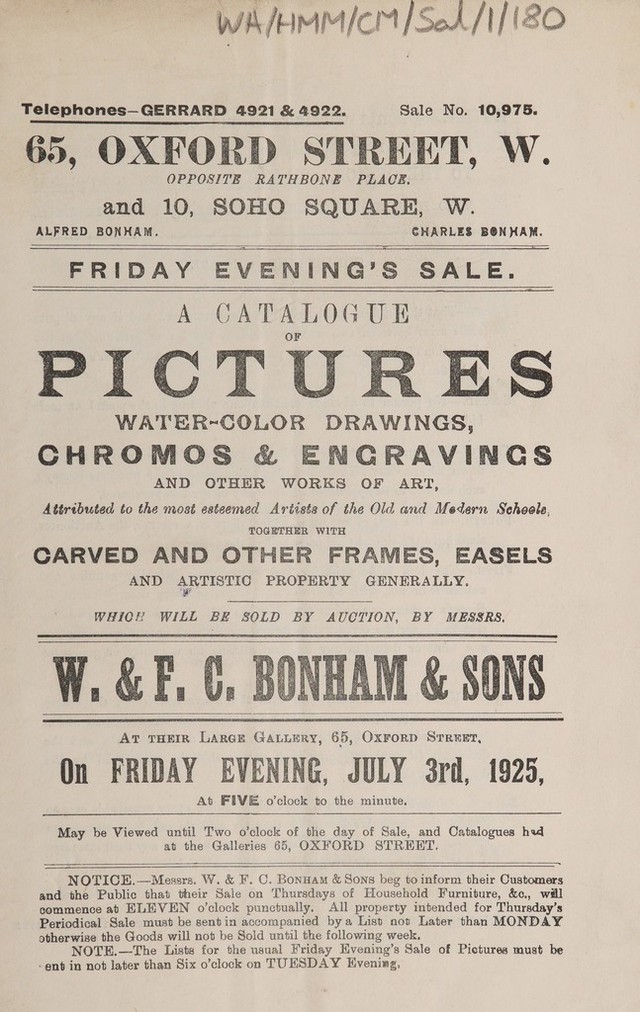 WA/HMM/CM/Sal/1/180
Telephones—GERRARD 4921 & 4922. Sale No. 10,975.
65, OXFORD STREET, W.
OPPOSITE RATHBONE PLACE.
and 10, SOHO SQUARE, W.
ALFRED BONHAM. CHARLES BONHAM.
FRIDAY EVENING'S SALE.
A CATALOGUE
OF
PICTURES
WATER-COLOR DRAWINGS,
CHROMOS & ENGRAVINGS
AND OTHER WORKS OF ART,
Attributed to the most esteemed Artists of the Old and Modern Schools,
TOGETHER WITH
CARVED AND OTHER FRAMES, EASELS
AND ARTISTIC PROPERTY GENERALLY.
WHICH WILL BE SOLD BY AUCTION, BY MESSRS.
W. & F. C. BONHAM & SONS
AT THEIR LARGE GALLERY, 65, OXFORD STREET,
On FRIDAY EVENING, JULY 3rd, 1925,
At FIVE o'clock to the minute.
May be Viewed until Two o'clock of the day of Sale, and Catalogues had
at the Galleries 65, OXFORD STREET.
NOTICE.—Messrs. W. & F. C. BONHAM & SONS beg to inform their Customers
and the Public that their Sale on Thursdays of Household Furniture, &c., will
commence at ELEVEN o'clock punctually. All property intended for Thursday's
Periodical Sale must be sent in accompanied by a List not Later than MONDAY
otherwise the Goods will not be Sold until the following week.
NOTE.—The Lists for the usual Friday Evening's Sale of Pictures must be
ent in not later than Six o'clock on TUESDAY Evening,